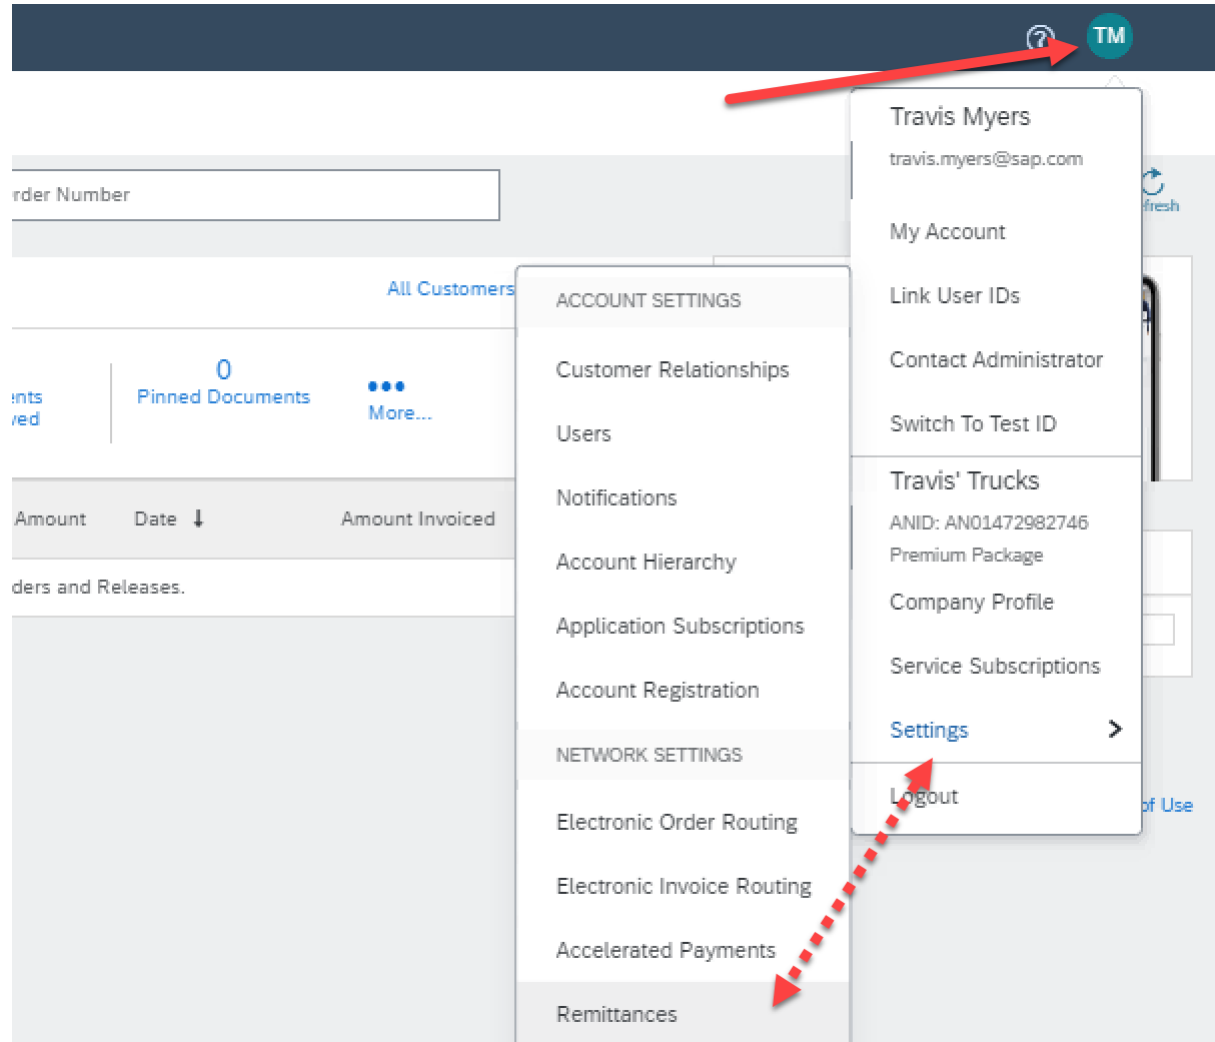 TM
Travis Myers
travis.myers@sap.com
My Account
Link User IDs
Contact Administrator
Switch To Test ID
Travis' Trucks
ANID: AN01472982746
Premium Package
Company Profile
Service Subscriptions
Settings
Logout
rder Number
efresh
All Customers
0
Pinned Documents
More...
ents
ved
Amount Date Amount Invoiced
ders and Releases.
ACCOUNT SETTINGS
Customer Relationships
Users
Notifications
Account Hierarchy
Application Subscriptions
Account Registration
NETWORK SETTINGS
Electronic Order Routing
Electronic Invoice Routing
Accelerated Payments
Remittances
of Use